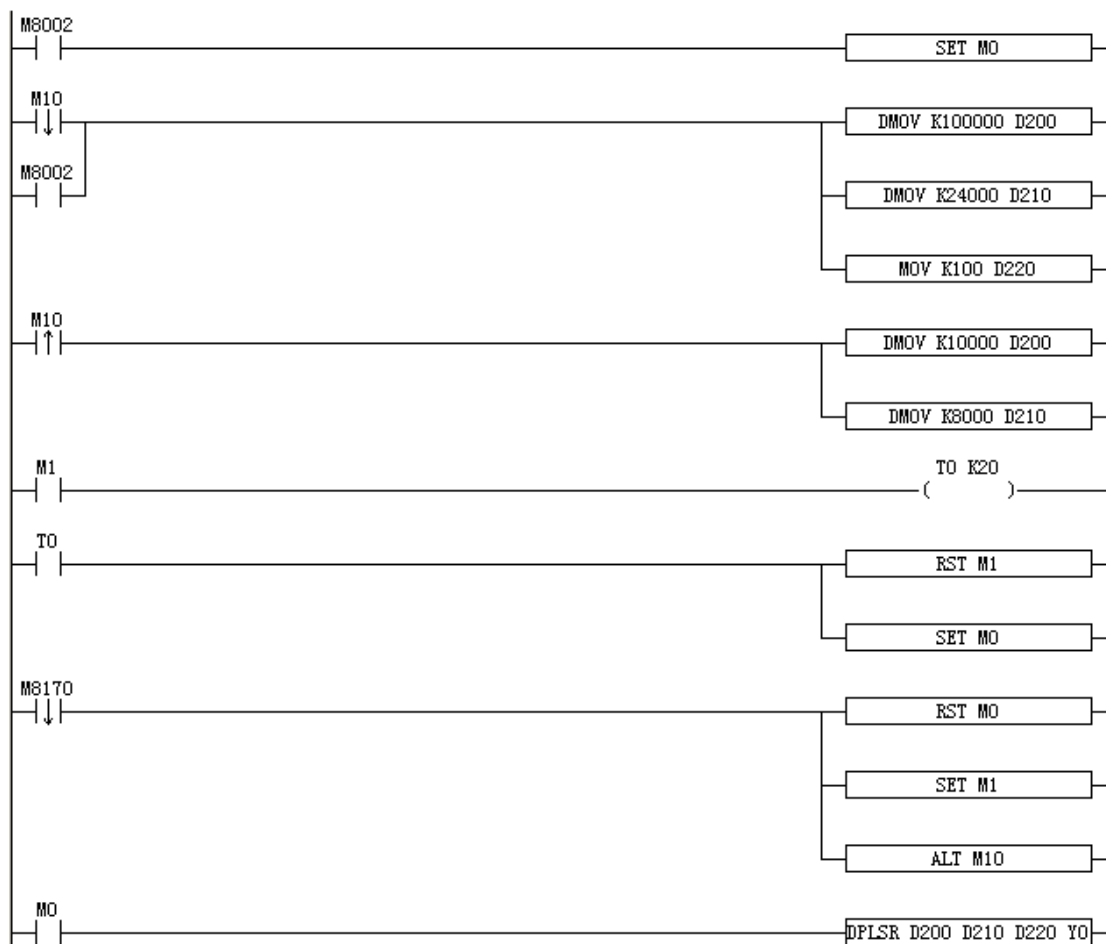 M8002
SET M0
M10
DMOV K100000 D200
M8002
DMOV K24000 D210
MOV K100 D220
M10
DMOV K10000 D200
DMOV K8000 D210
M1
T0 K20
T0
RST M1
SET M0
M8170
RST M0
SET M1
ALT M10
M0
DPLSR D200 D210 D220 Y0